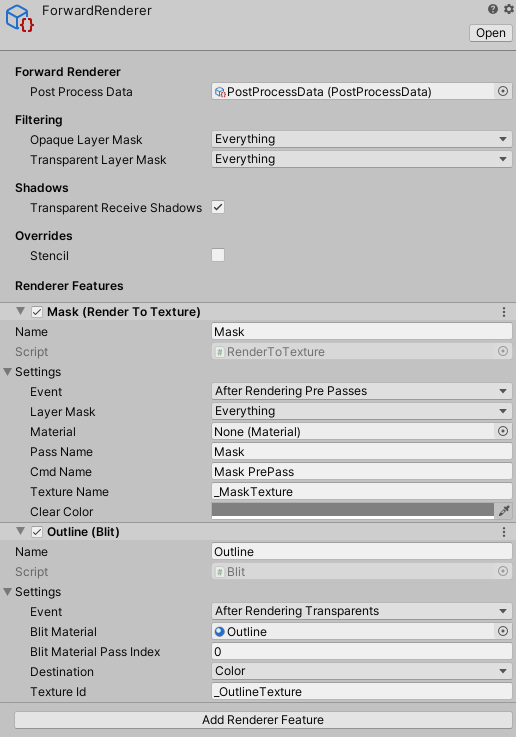 ForwardRenderer
Open
Forward Renderer
Post Process Data PostProcessData (PostProcessData)
Filtering
Opaque Layer Mask Everything
Transparent Layer Mask Everything
Shadows
Transparent Receive Shadows
Overrides
Stencil
Renderer Features
Mask (Render To Texture)
Name Mask
Script # RenderToTexture
Settings
Event After Rendering Pre Passes
Layer Mask Everything
Material None (Material)
Pass Name Mask
Cmd Name Mask PrePass
Texture Name _MaskTexture
Clear Color
Outline (Blit)
Name Outline
Script # Blit
Settings
Event After Rendering Transparents
Blit Material Outline
Blit Material Pass Index 0
Destination Color
Texture Id _OutlineTexture
Add Renderer Feature